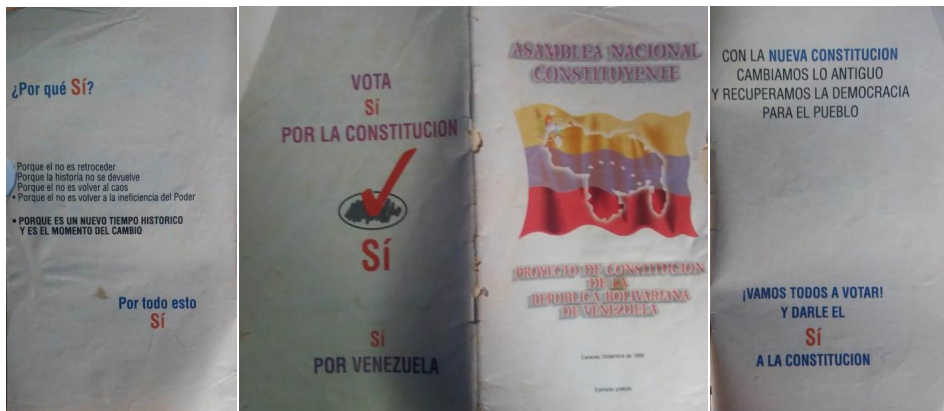 ¿Por qué Sí?
Porque el no es retroceder
Porque la historia no se devuelve
Porque el no es volver al caos
• Porque el no es volver a la ineficiencia del Poder
• PORQUE ES UN NUEVO TIEMPO HISTORICO
Y ES EL MOMENTO DEL CAMBIO
Por todo esto
Sí
VOTA
Sí
POR LA CONSTITUCION
Sí
Sí
POR VENEZUELA
ASAMBLEA NACIONAL
CONSTITUYENTE
PROYECTO DE CONSTITUCION
DE LA
REPUBLICA BOLIVARIANA
DE VENEZUELA
Caracas, Diciembre de 1999
Ejemplar gratuito
CON LA NUEVA CONSTITUCION
CAMBIAMOS LO ANTIGUO
Y RECUPERAMOS LA DEMOCRACIA
PARA EL PUEBLO
¡VAMOS TODOS A VOTAR!
Y DARLE EL
Sí
A LA CONSTITUCION